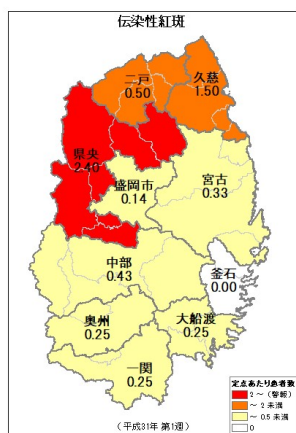 伝染性紅斑
二戸
0.50
久慈
1.50
県央
2.40
盛岡市
0.14
宮古
0.33
中部
0.43
釜石
0.00
奥州
0.25
大船渡
0.25
一関
0.25
定点あたり患者数
2～（警報）
～ 2 未満
～ 0.5 未満
0
（平成31年 第1週）